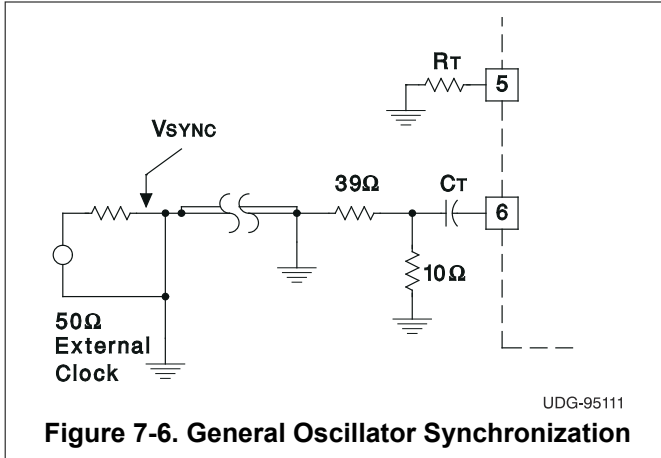 RT
5
VSYNC
39Ω
CT
6
10Ω
50Ω
External
Clock
UDG-95111
Figure 7-6. General Oscillator Synchronization